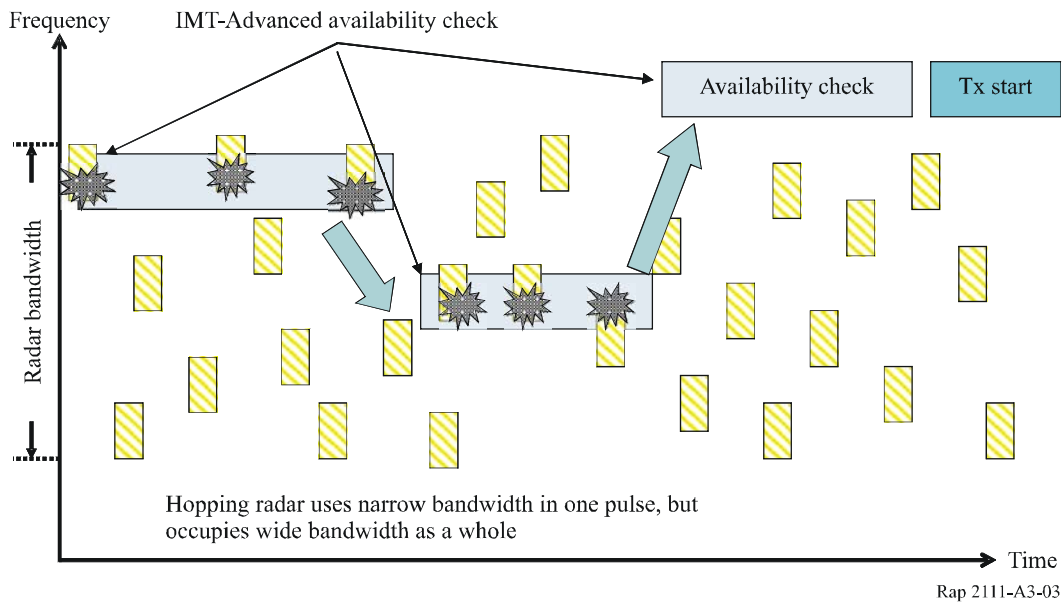 Frequency
IMT-Advanced availability check
Availability check
Tx start
Radar bandwidth
Hopping radar uses narrow bandwidth in one pulse, but
occupies wide bandwidth as a whole
Time
Rap 2111-A3-03